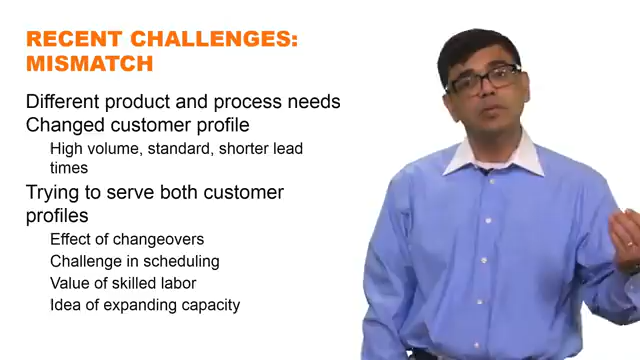 RECENT CHALLENGES:
MISMATCH
Different product and process needs
Changed customer profile
High volume, standard, shorter lead
times
Trying to serve both customer
profiles
Effect of changeovers
Challenge in scheduling
Value of skilled labor
Idea of expanding capacity